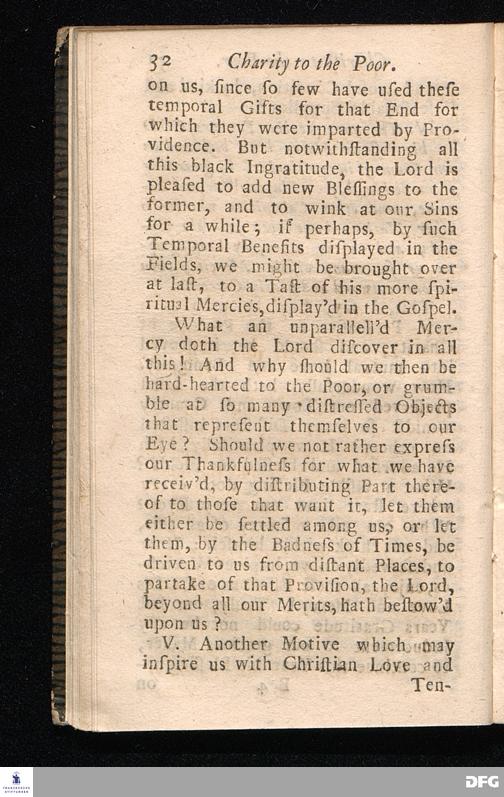 32 Charity to the Poor.
on us, ſince ſo few have uſed theſe
temporal Gifts for that End for
which they were imparted by Pro-
vidence. But notwithſtanding all
this black Ingratitude, the Lord is
pleaſed to add new Bleſſings to the
former, and to wink at our Sins
for a while; if perhaps, by ſuch
Temporal Benefits diſplayed in the
Fields, we might be brought over
at laſt, to a Taſt of his more ſpi-
ritual Mercies, diſplay'd in the Goſpel.
What an unparallell'd Mer-
cy doth the Lord diſcover in all
this! And why ſhould we then be
hard-hearted to the Poor, or grum-
ble at ſo many diſtreſſed Objects
that repreſent themſelves to our
Eye? Should we not rather expreſs
our Thankfulneſs for what we have
receiv'd, by diſtributing Part there-
of to thoſe that want it, let them
either be ſettled among us, or let
them, by the Badneſs of Times, be
driven to us from diſtant Places, to
partake of that Proviſion, the Lord,
beyond all our Merits, hath beſtow'd
upon us?
V. Another Motive which may
inſpire us with Chriſtian Love and
Ten-
FRANCKESCHE
STIFTUNGEN
DFG